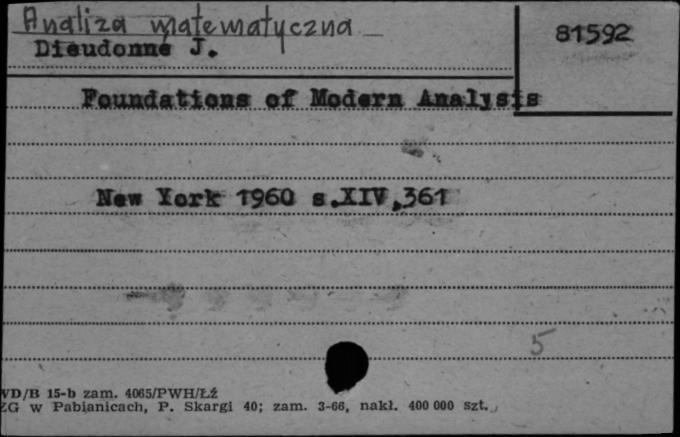 Analiza matematyczna
81592
Dieudonne J.
Foundations of Modern Analysis
New York 1960 s.XIV,361
5
VD/B 15-b zam. 4065/PWH/Łź
ZG w Pabianicach, P. Skargi 40; zam. 3-66, nakł. 400 000 szt.